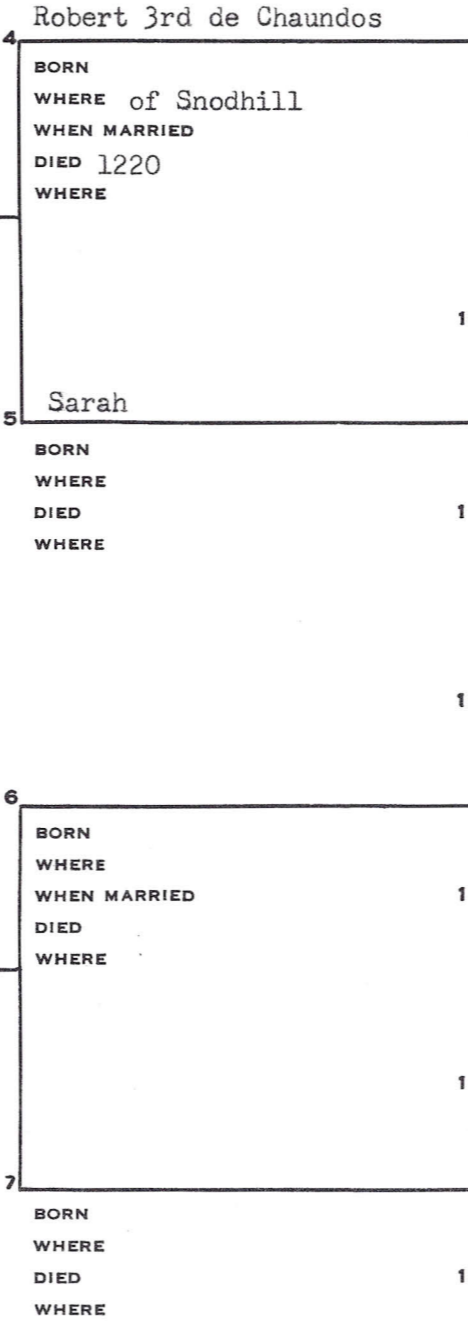 Robert 3rd de Chaundos
4
BORN
WHERE of Snodhill
WHEN MARRIED
DIED 1220
WHERE
1
Sarah
5
BORN
WHERE
DIED 1
WHERE
1
6
BORN
WHERE
WHEN MARRIED 1
DIED
WHERE
1
7
BORN
WHERE
DIED 1
WHERE